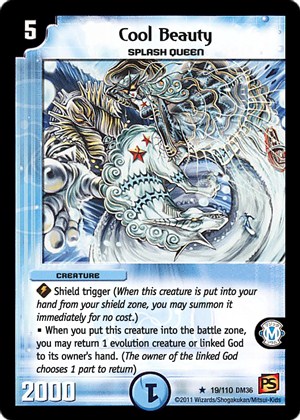 5
Cool Beauty
SPLASH QUEEN
CREATURE
Shield trigger (When this creature is put into your
hand from your shield zone, you may summon it
immediately for no cost.)
• When you put this creature into the battle zone,
you may return 1 evolution creature or linked God
to its owner's hand. (The owner of the linked God
chooses 1 part to return)
M
2000
1
★ 19/110 DM36
©2011 Wizards/Shogakukan/Mitsui-Kids
PS